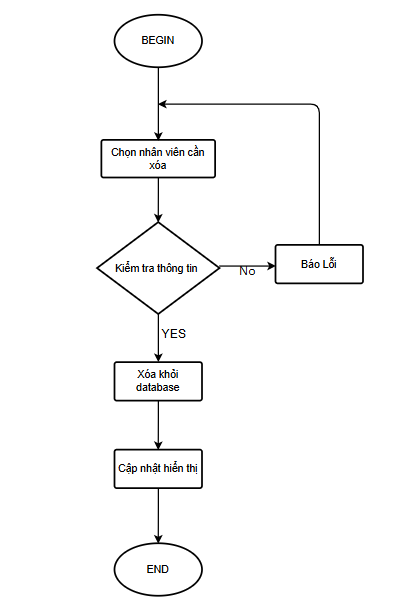 BEGIN
Chọn nhân viên cần
xóa
Kiểm tra thông tin
No
Báo Lỗi
YES
Xóa khỏi
database
Cập nhật hiển thị
END